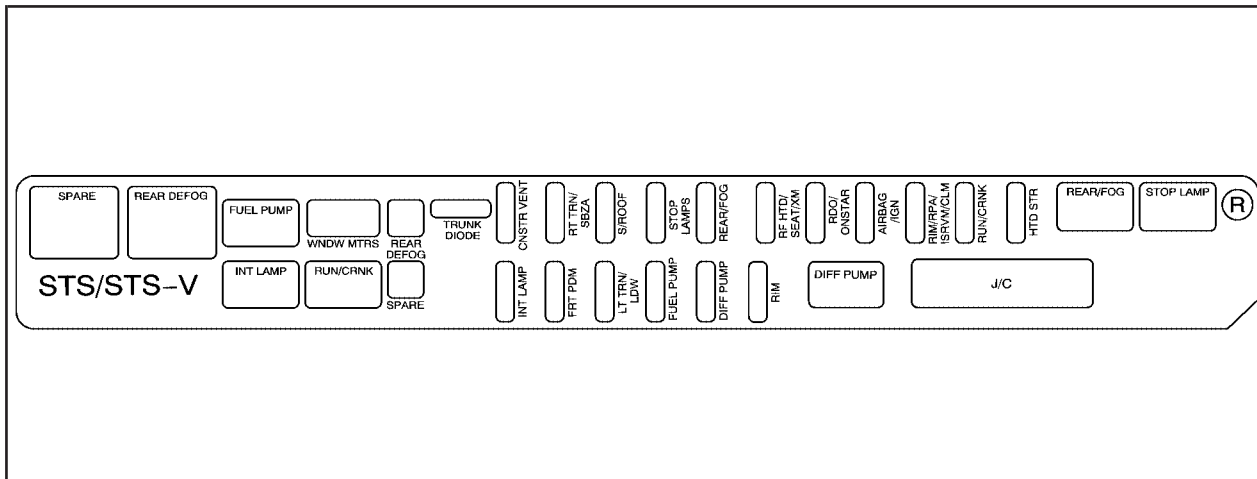 SPARE
REAR DEFOG
FUEL PUMP
WNDW MTRS
REAR
DEFOG
TRUNK
DIODE
CNSTR VENT
RT TRN/
SBZA
S/ROOF
STOP
LAMPS
REAR/FOG
RF HTD/
SEAT/XM
RDO/
ONSTAR
AIRBAG
/IGN
RIM/RPA/
ISRVM/CLM
RUN/CRNK
HTD STR
REAR/FOG
STOP LAMP
R
STS/STS-V
INT LAMP
RUN/CRNK
SPARE
INT LAMP
FRT PDM
LT TRN/
LDW
FUEL PUMP
DIFF PUMP
RIM
DIFF PUMP
J/C